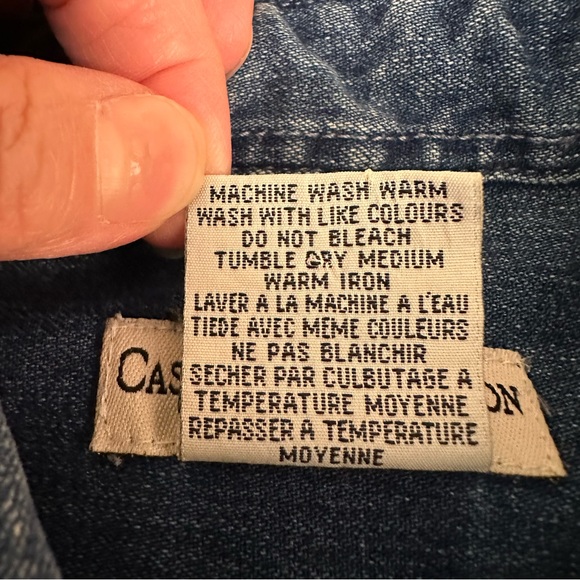 MACHINE WASH WARM
WASH WITH LIKE COLOURS
DO NOT BLEACH
TUMBLE DRY MEDIUM
WARM IRON
LAVER A LA MACHINE A L'EAU
TIEDE AVEC MEME COULEURS
NE PAS BLANCHIR
SECHER PAR CULBUTAGE A
TEMPERATURE MOYENNE
REPASSER A TEMPERATURE
MOYENNE